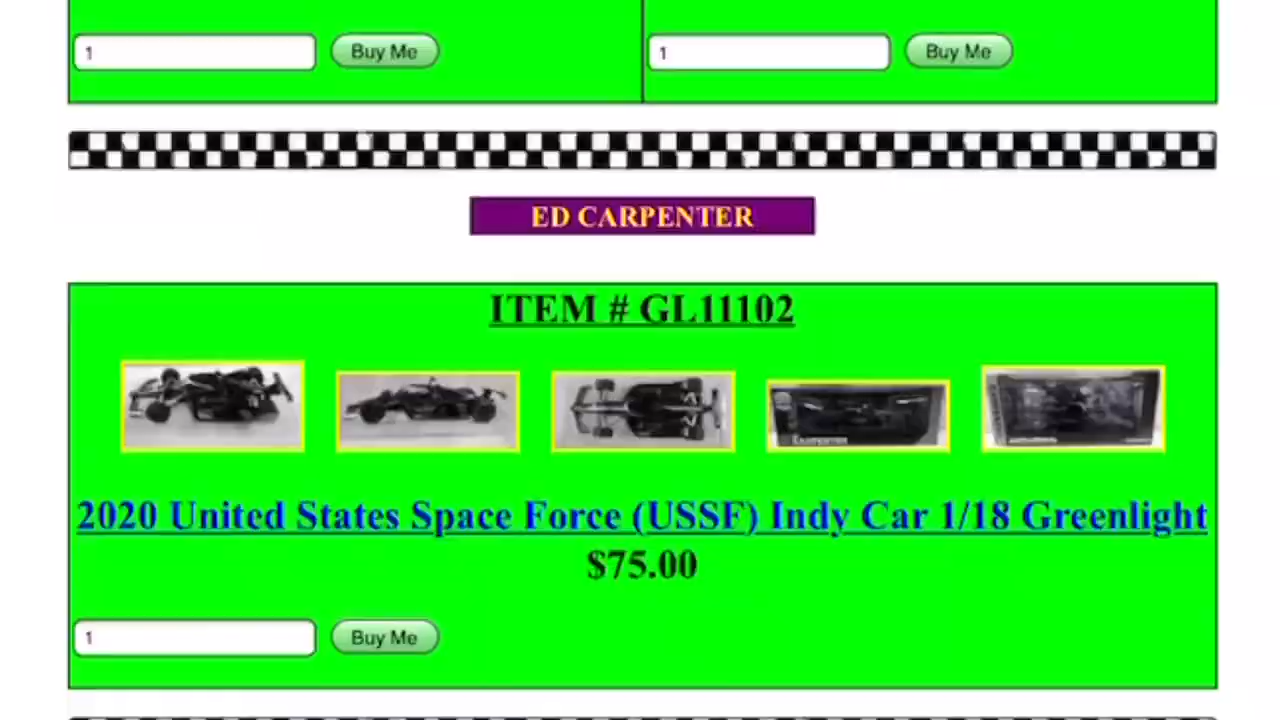 1 Buy Me 1 Buy Me
ED CARPENTER
ITEM # GL11102
CARPENTER
2020 United States Space Force (USSF) Indy Car 1/18 Greenlight
$75.00
1 Buy Me